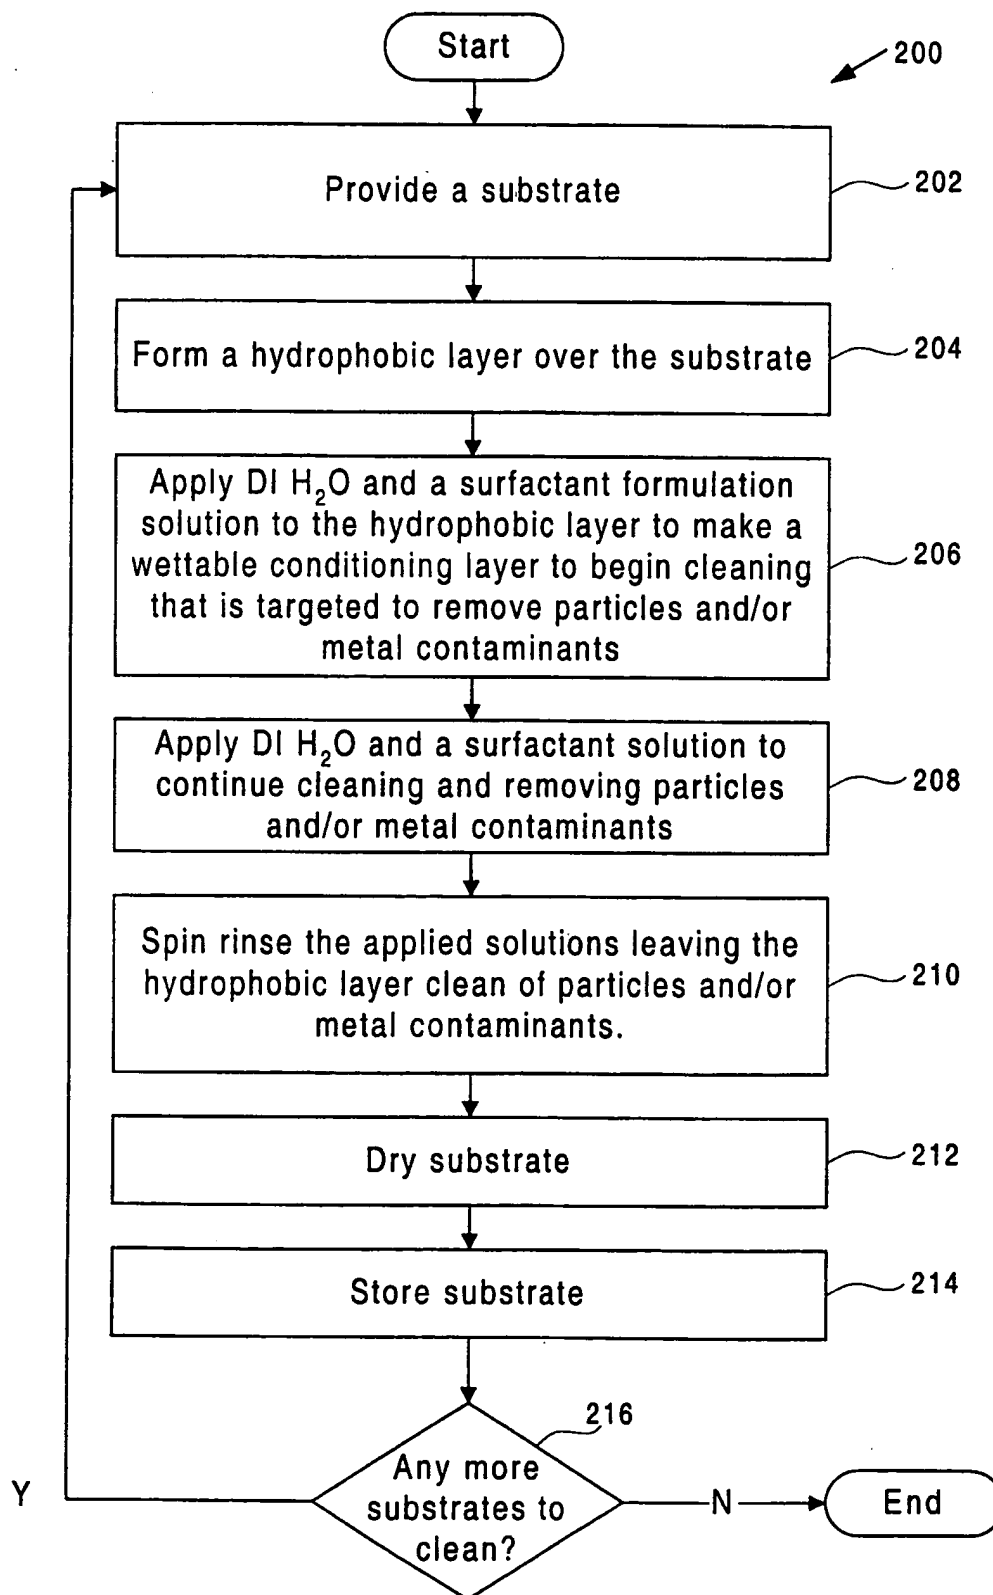 Start
200
Provide a substrate
202
Form a hydrophobic layer over the substrate
204
Apply DI H₂O and a surfactant formulation
solution to the hydrophobic layer to make a
wettable conditioning layer to begin cleaning
that is targeted to remove particles and/or
metal contaminants
206
Apply DI H₂O and a surfactant solution to
continue cleaning and removing particles
and/or metal contaminants
208
Spin rinse the applied solutions leaving the
hydrophobic layer clean of particles and/or
metal contaminants.
210
Dry substrate
212
Store substrate
214
216
Any more
substrates to
clean?
Y
N
End